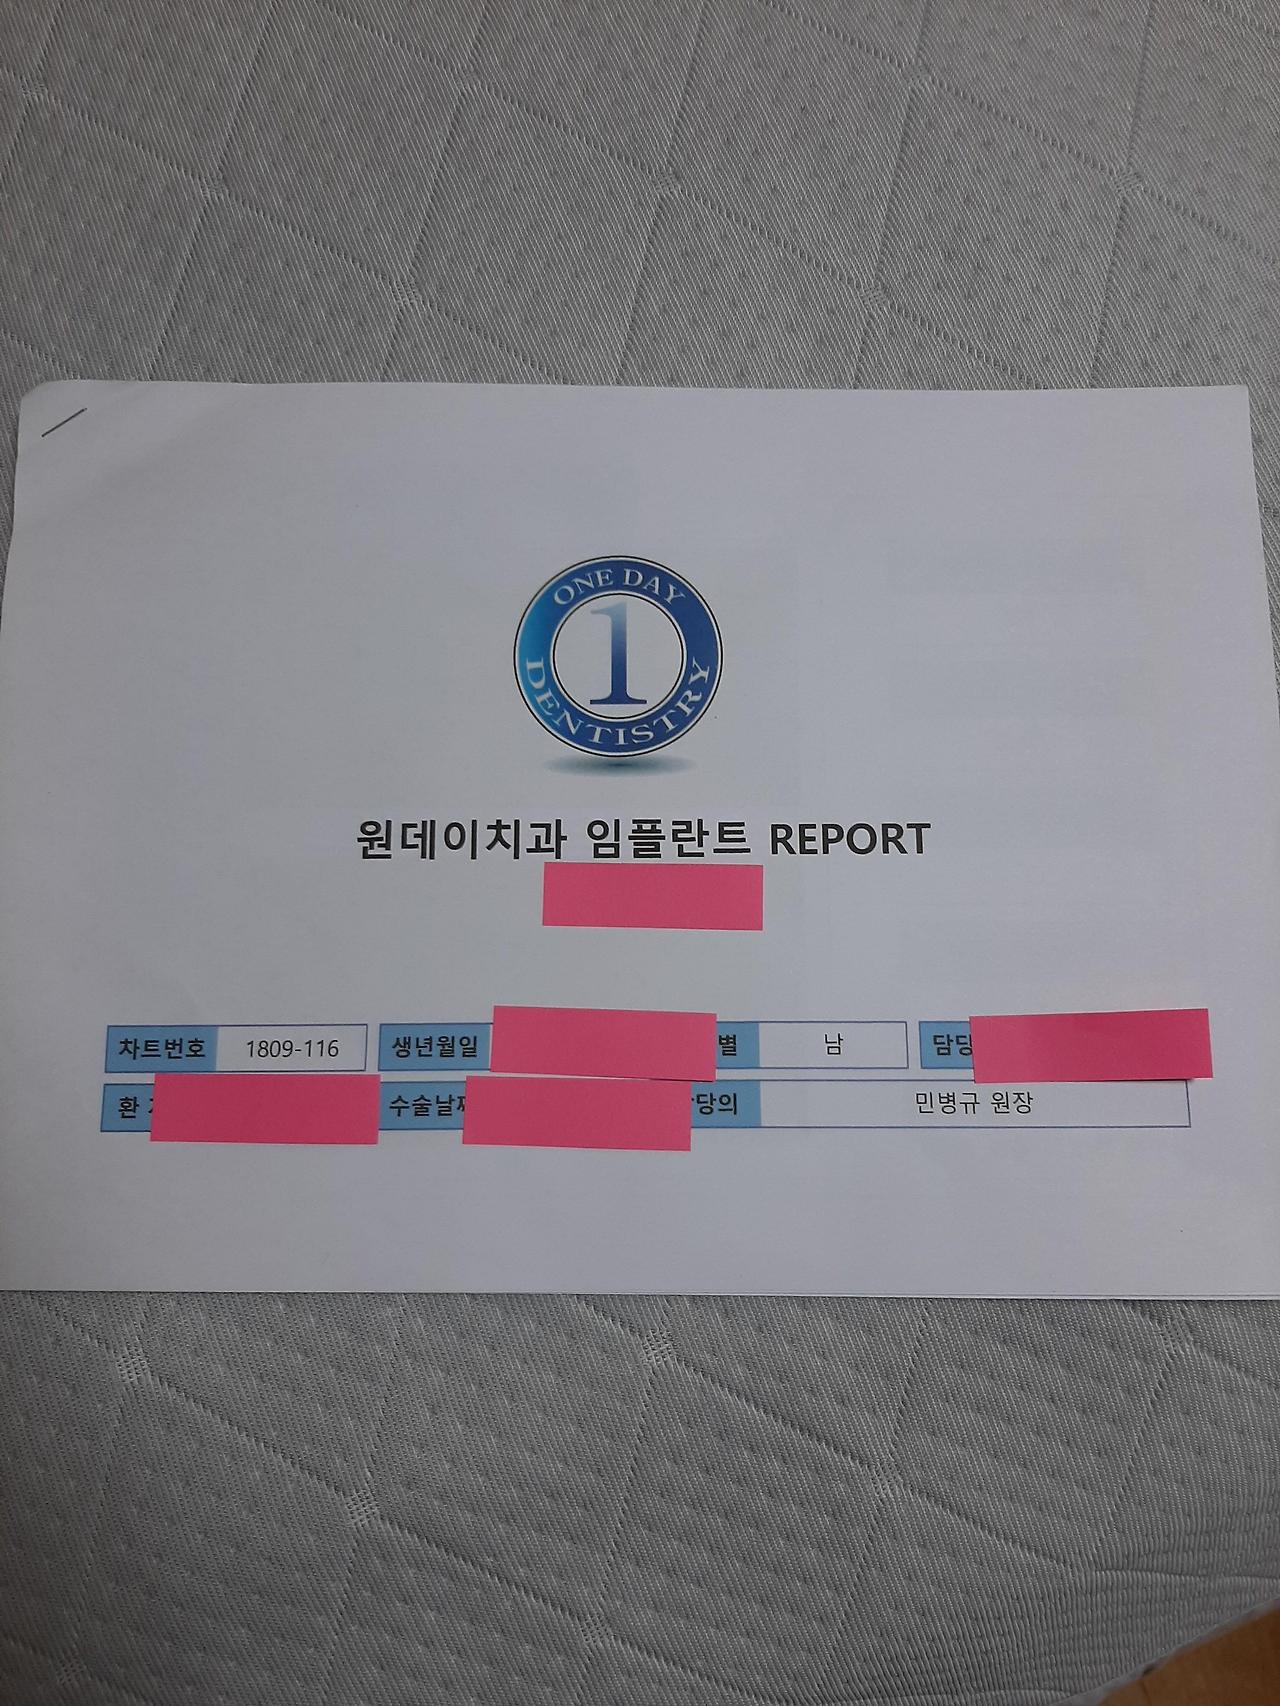 ONE DAY
1
DENTISTRY
원데이치과 임플란트 REPORT
차트번호 1809-116 생년월일 별 남 담당
환 수술날 당의 민병규 원장